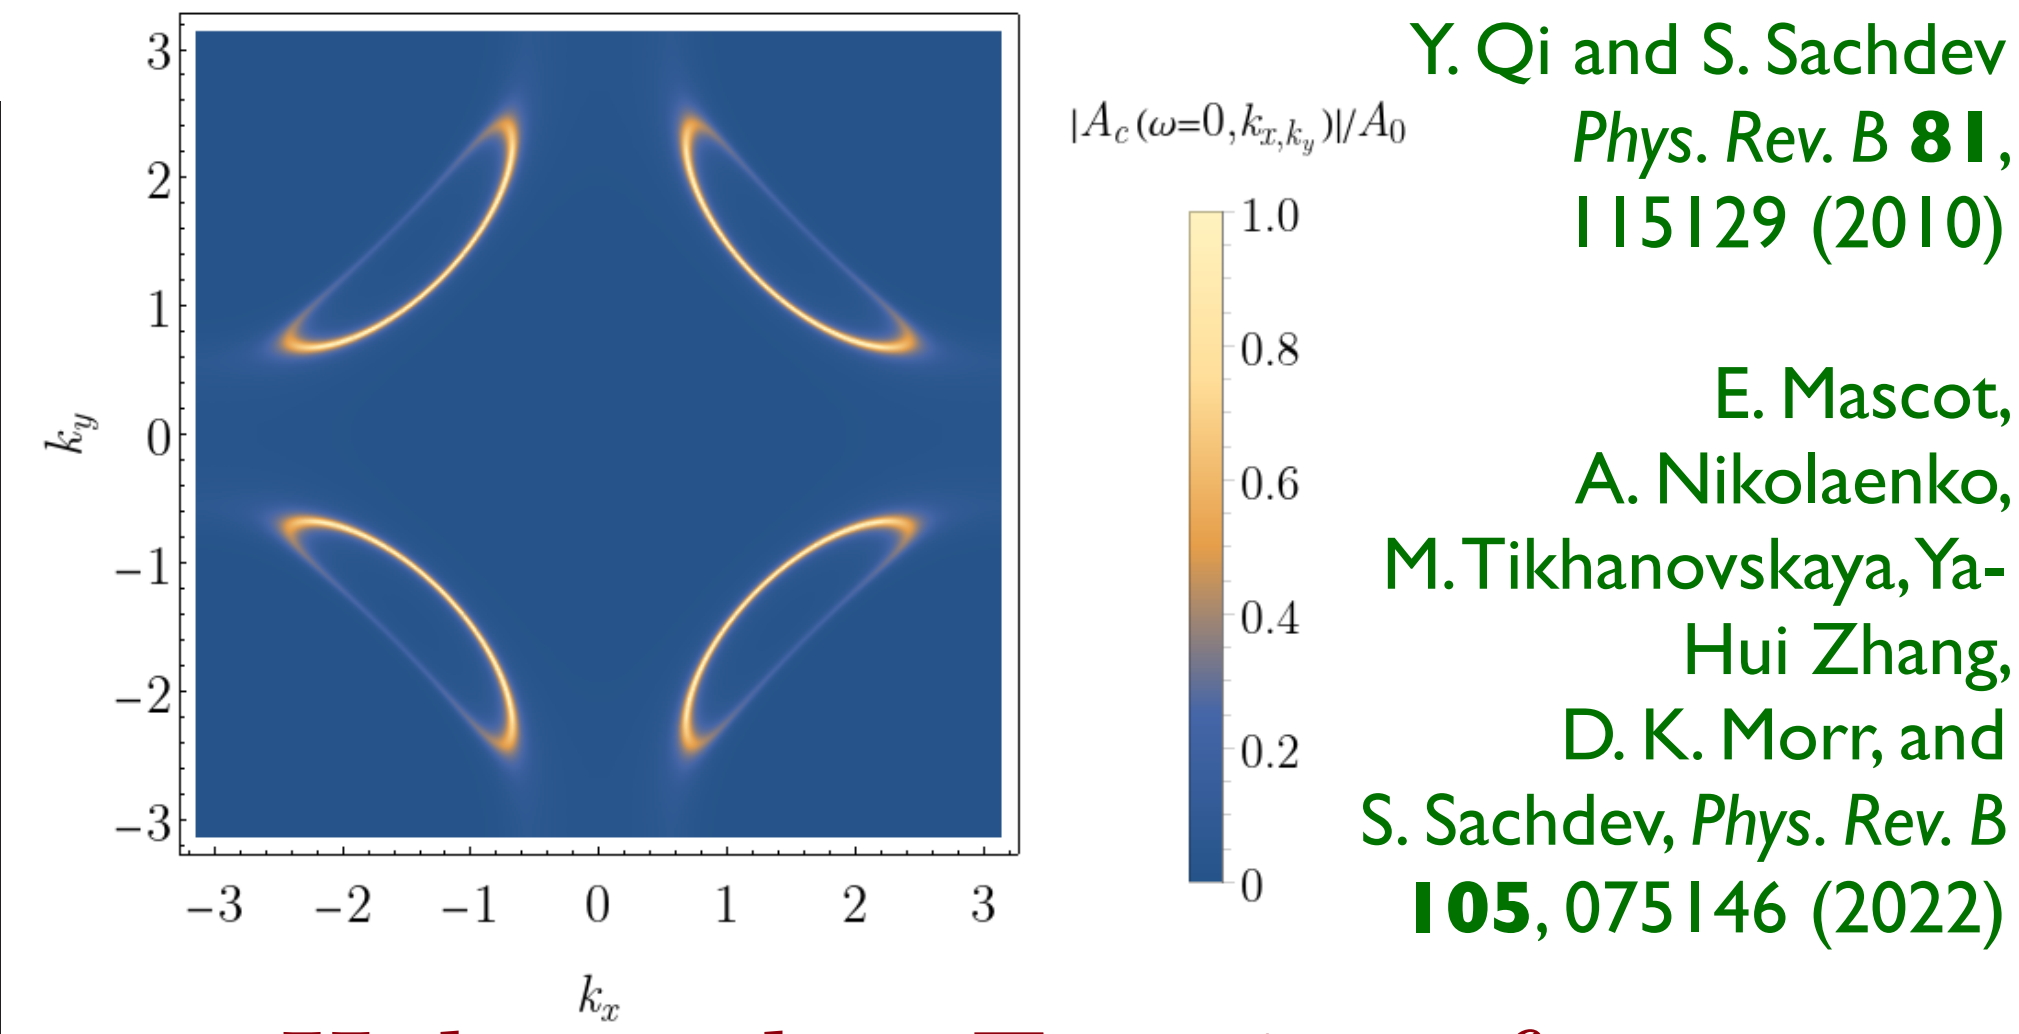 Y. Qi and S. Sachdev
Phys. Rev. B 81,
115129 (2010)
E. Mascot,
A. Nikolaenko,
M. Tikhanovskaya, Ya-
Hui Zhang,
D. K. Morr, and
S. Sachdev, Phys. Rev. B
105, 075146 (2022)
|A_c(ω=0,k_{x,k_y})|/A_0
1.0
0.8
0.6
0.4
0.2
0
k_y
3
2
1
0
−1
−2
−3
−3 −2 −1 0 1 2 3
k_x